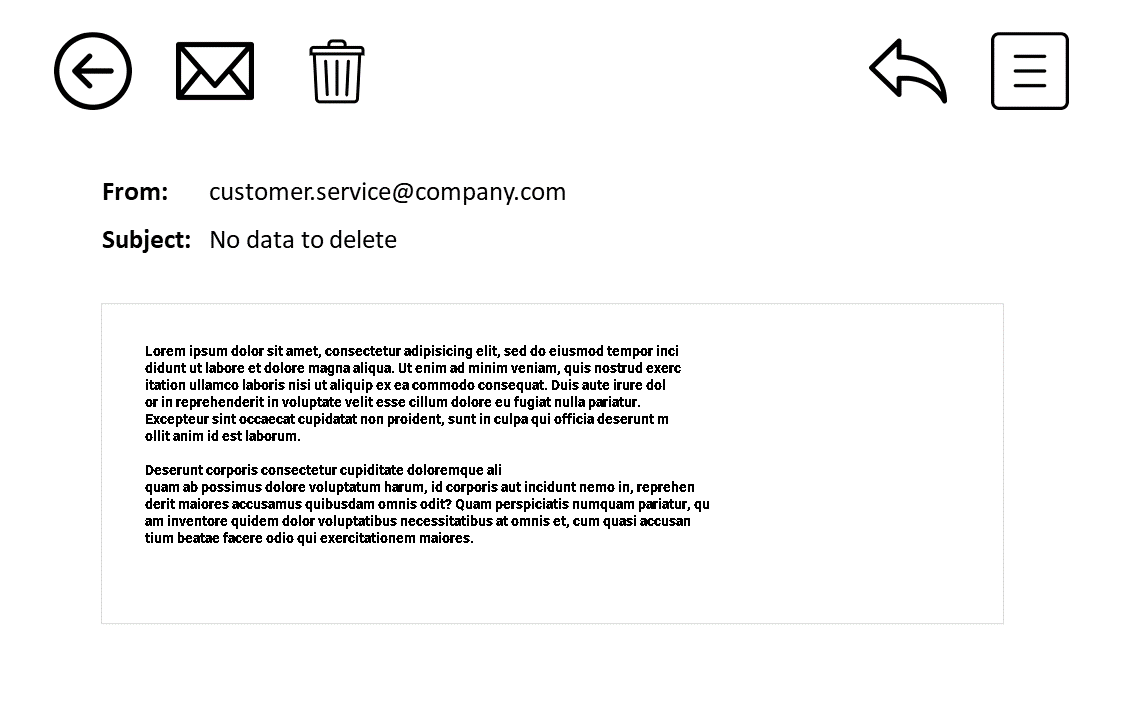 From: customer.service@company.com
Subject: No data to delete
Lorem ipsum dolor sit amet, consectetur adipisicing elit, sed do eiusmod tempor inci
didunt ut labore et dolore magna aliqua. Ut enim ad minim veniam, quis nostrud exerc
itation ullamco laboris nisi ut aliquip ex ea commodo consequat. Duis aute irure dol
or in reprehenderit in voluptate velit esse cillum dolore eu fugiat nulla pariatur.
Excepteur sint occaecat cupidatat non proident, sunt in culpa qui officia deserunt m
ollit anim id est laborum.
Deserunt corporis consectetur cupiditate doloremque ali
quam ab possimus dolore voluptatum harum, id corporis aut incidunt nemo in, reprehen
derit maiores accusamus quibusdam omnis odit? Quam perspiciatis numquam pariatur, qu
am inventore quidem dolor voluptatibus necessitatibus at omnis et, cum quasi accusan
tium beatae facere odio qui exercitationem maiores.